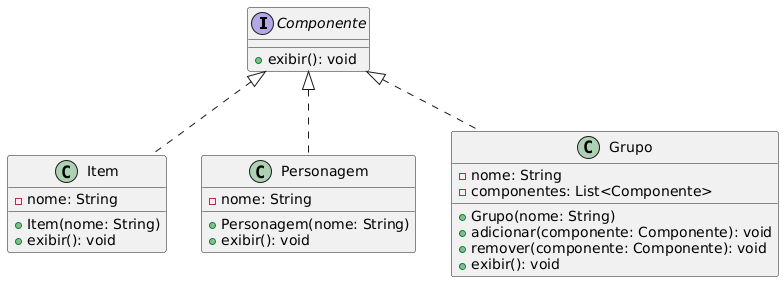 I Componente
exibir(): void
C Item
nome: String
Item(nome: String)
exibir(): void
C Personagem
nome: String
Personagem(nome: String)
exibir(): void
C Grupo
nome: String
componentes: List<Componente>
Grupo(nome: String)
adicionar(componente: Componente): void
remover(componente: Componente): void
exibir(): void